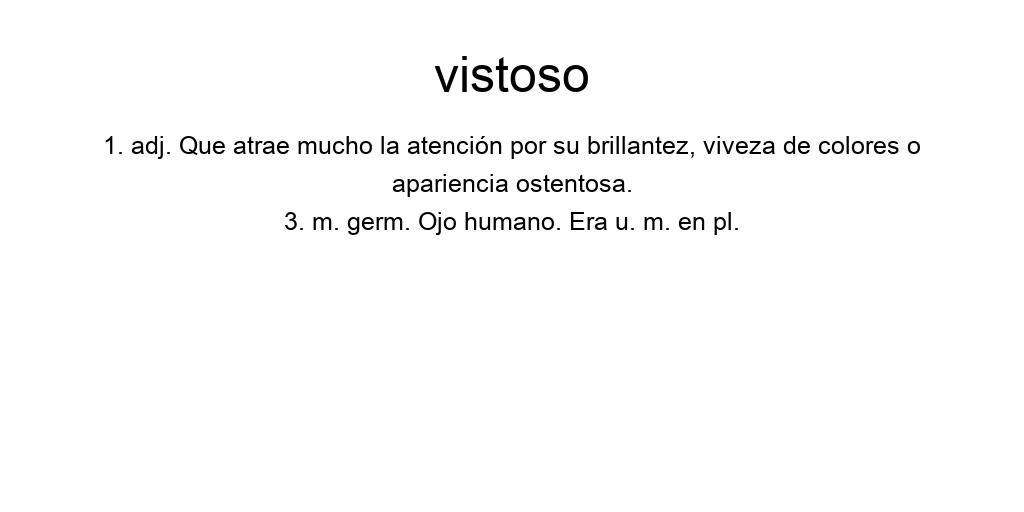 vistoso
1. adj. Que atrae mucho la atención por su brillantez, viveza de colores o
apariencia ostentosa.
3. m. germ. Ojo humano. Era u. m. en pl.